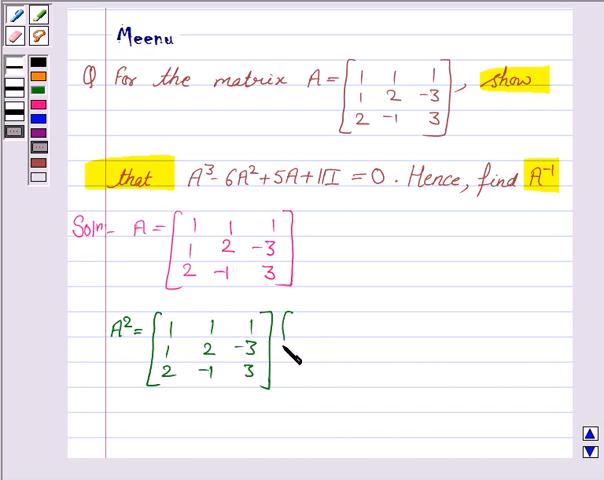 Meenu
Q For the matrix A = [1 1 1, show
1 2 -3
2 -1 3]
that A³ - 6A² + 5A + 11I = 0. Hence, find A⁻¹
Soln- A = [1 1 1
1 2 -3
2 -1 3]
A² = [1 1 1 [
1 2 -3
2 -1 3]